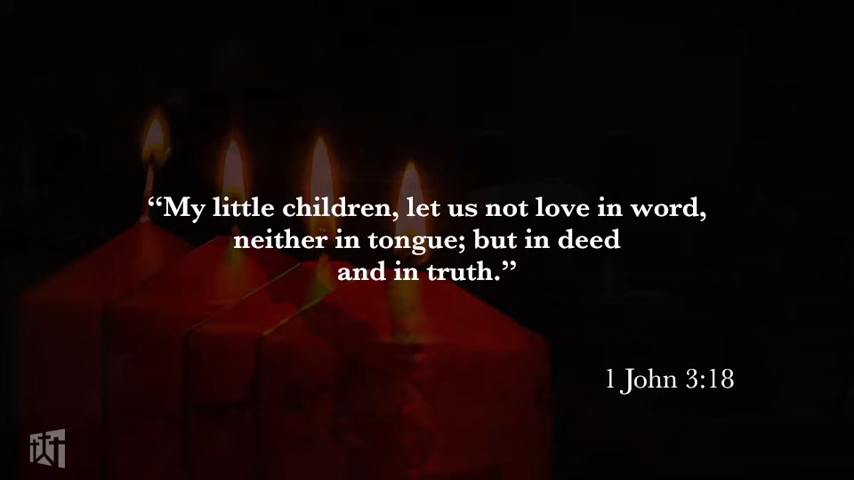 “My little children, let us not love in word,
neither in tongue; but in deed
and in truth.”
1 John 3:18